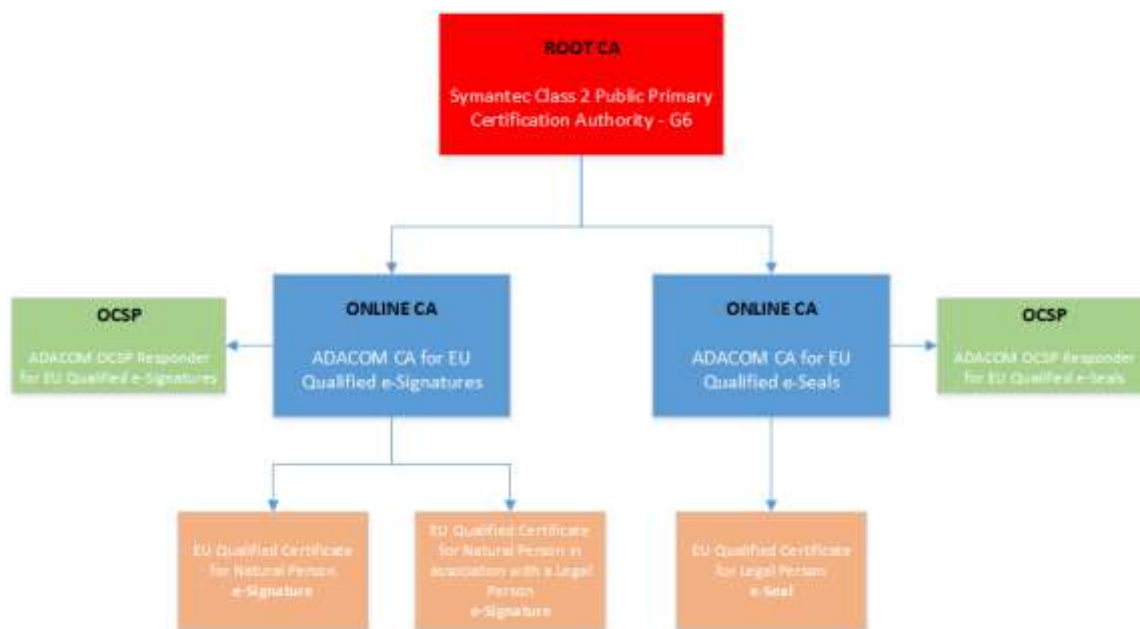 ROOT CA
Symantec Class 2 Public Primary
Certification Authority - G6
OCSP
ADACOM OCSP Responder
for EU Qualified e-Signatures
ONLINE CA
ADACOM CA for EU
Qualified e-Signatures
ONLINE CA
ADACOM CA for EU
Qualified e-Seals
OCSP
ADACOM OCSP Responder
for EU Qualified e-Seals
EU Qualified Certificate
for Natural Person
e-Signature
EU Qualified Certificate
for Natural Person in
association with a Legal
Person
e-Signature
EU Qualified Certificate
for Legal Person
e-Seal